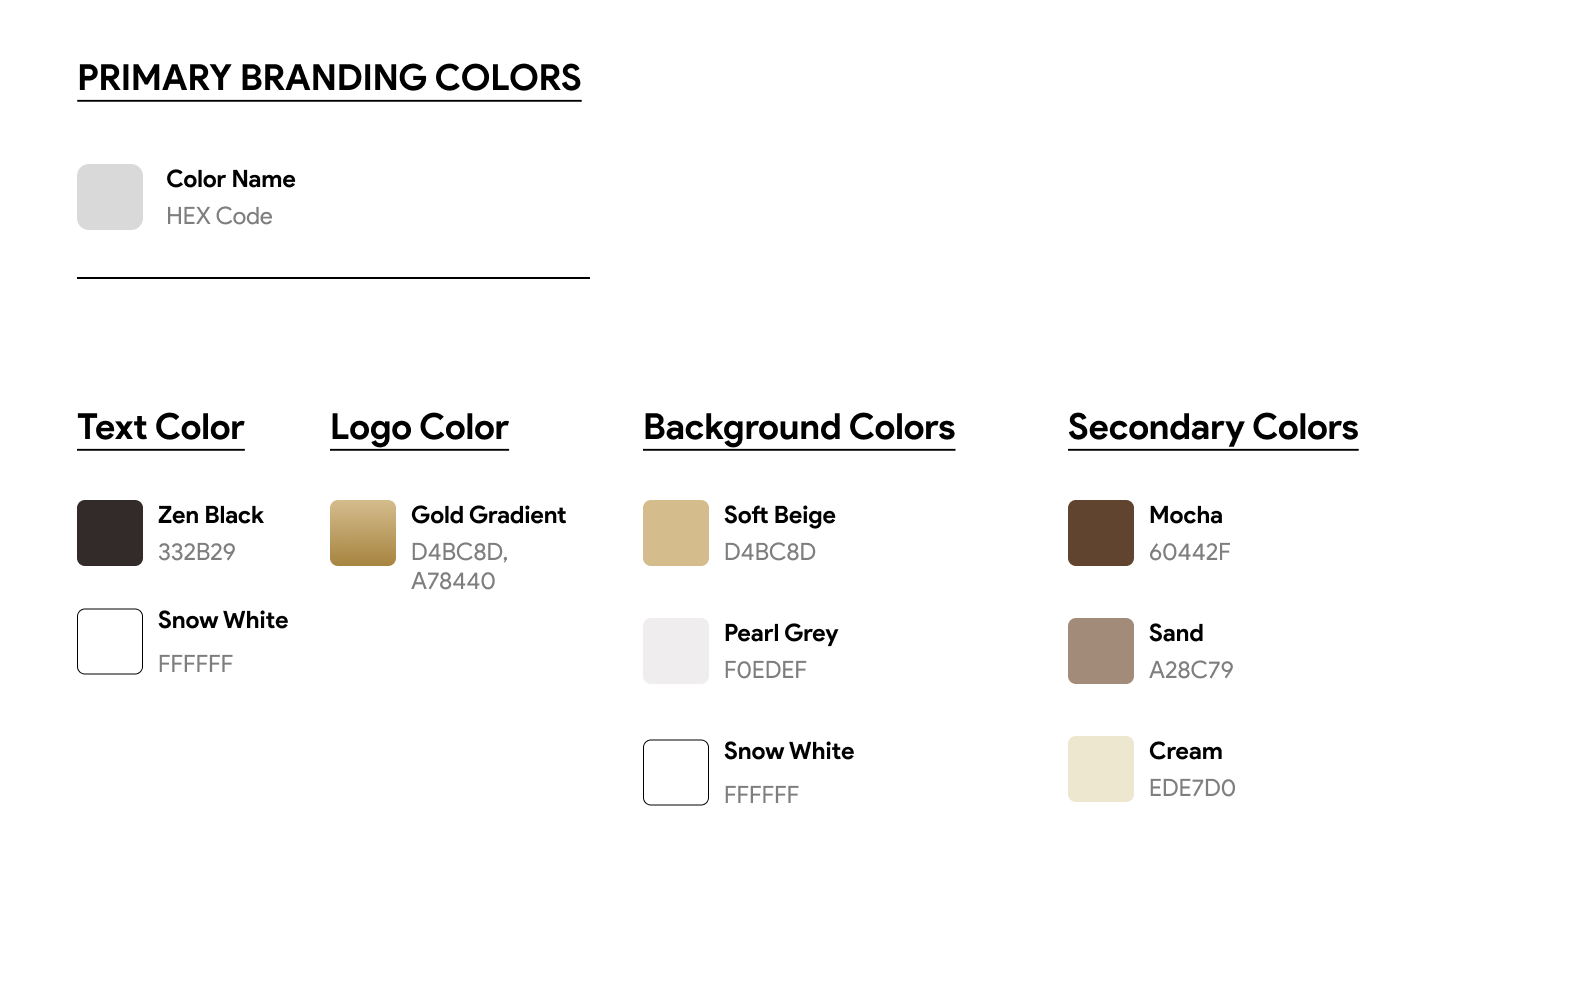 PRIMARY BRANDING COLORS
Color Name
HEX Code
Text Color
Zen Black
332B29
Snow White
FFFFFF
Logo Color
Gold Gradient
D4BC8D,
A78440
Background Colors
Soft Beige
D4BC8D
Pearl Grey
F0EDEF
Snow White
FFFFFF
Secondary Colors
Mocha
60442F
Sand
A28C79
Cream
EDE7D0